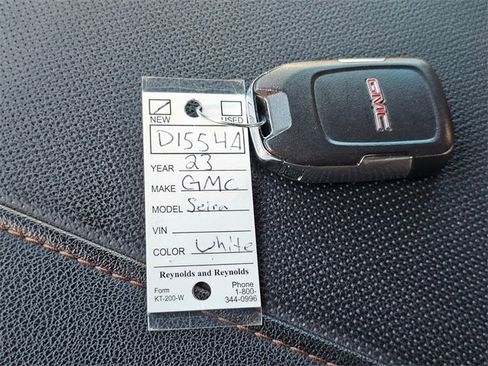 NEW USED
D1554A
YEAR 23
MAKE GMC
MODEL Seira
VIN
COLOR White
Reynolds and Reynolds
Form
KT-200-W
Phone
1-800-
344-0996
GMC